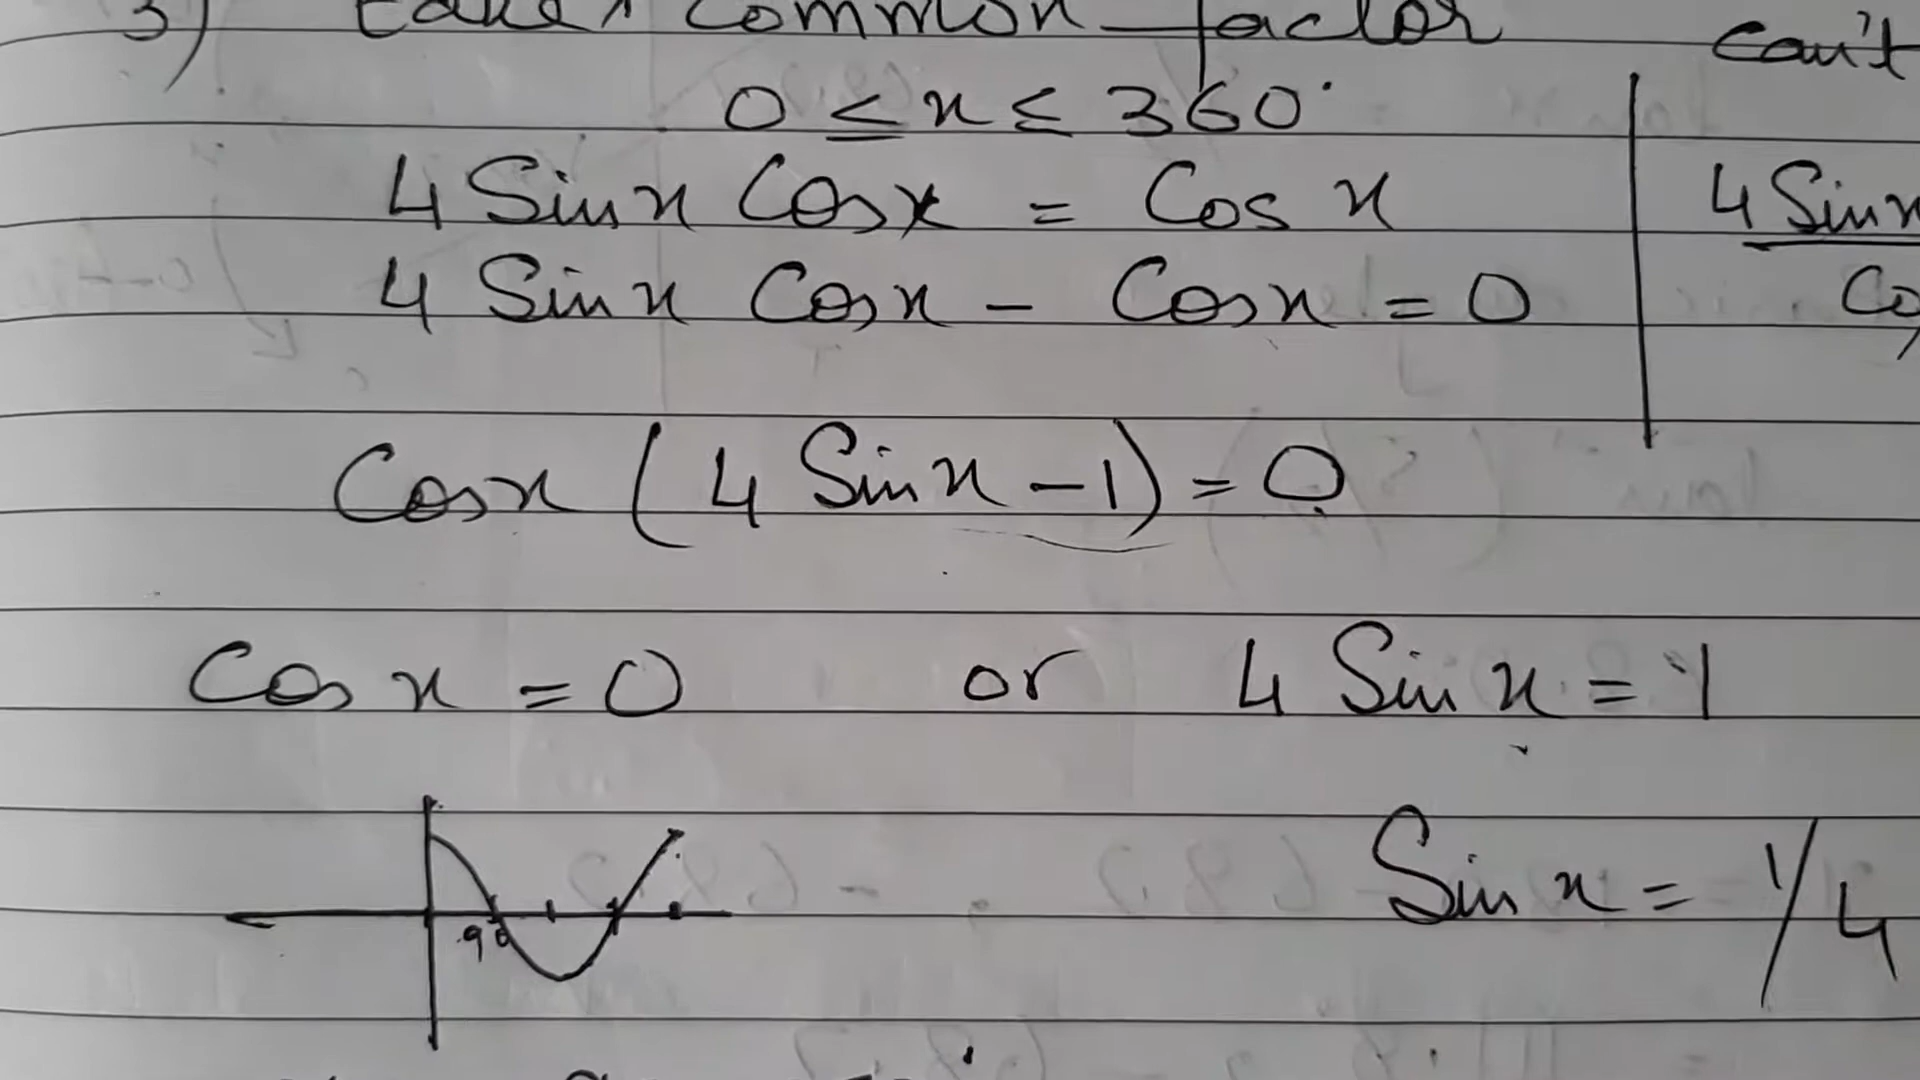 3) take common factor
can't
0 ≤ x ≤ 360°
4 Sin x Cos x = Cos x
4 Sin x
4 Sin x Cos x - Cos x = 0
Cos x (4 Sin x - 1) = 0
Cos x = 0 or 4 Sin x = 1
90
Sin x = 1/4